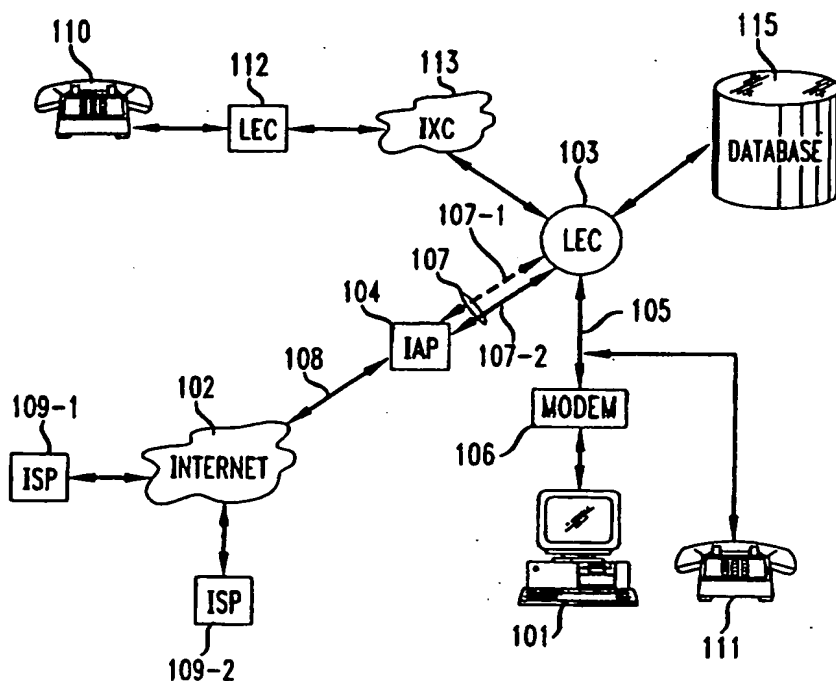 110
112
113
115
LEC
IXC
DATABASE
103
107-1
LEC
107
104
105
IAP
107-2
108
102
109-1
MODEM
106
ISP
INTERNET
ISP
109-2
101
111